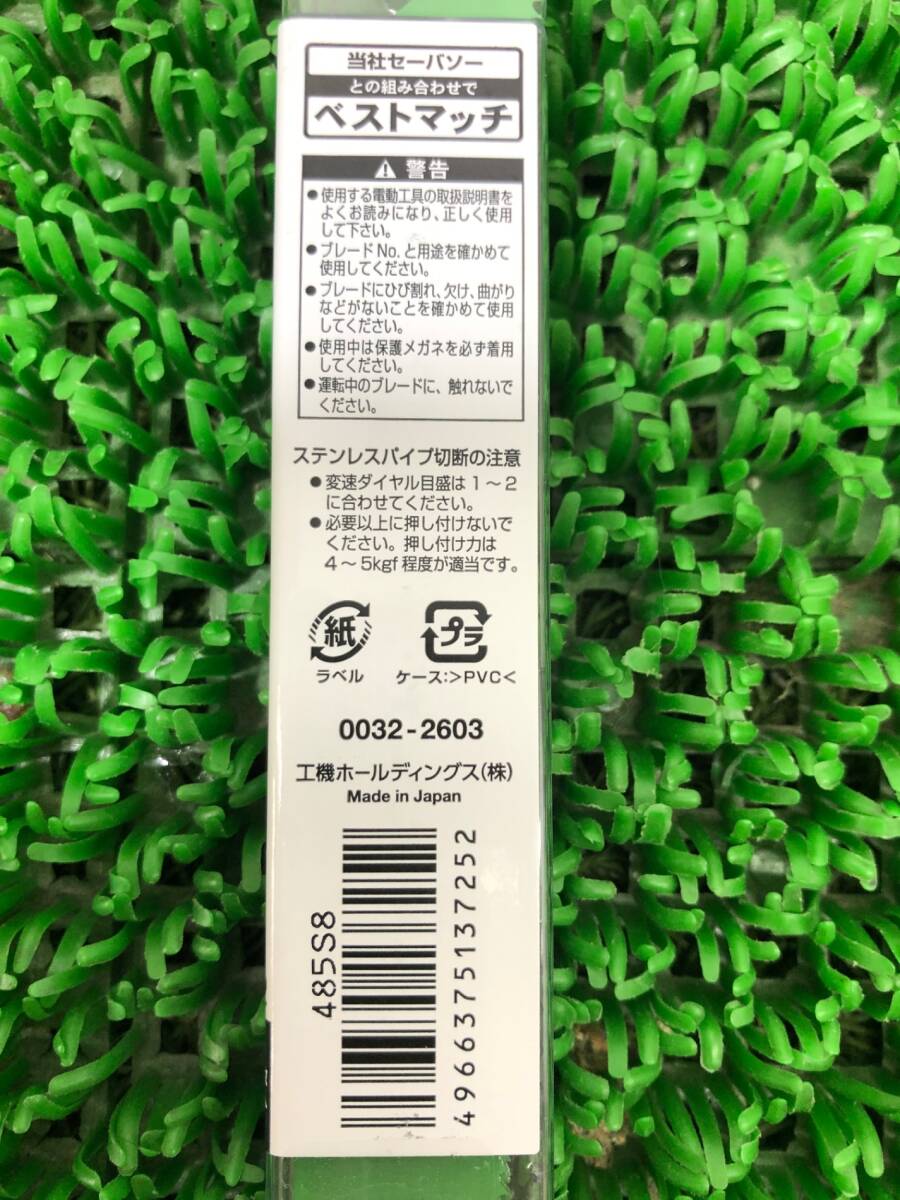 当社セーバソー
との組み合わせで
ベストマッチ
警告
●使用する電動工具の取扱説明書を
よくお読みになり、正しく使用
して下さい。
●ブレードNo.と用途を確かめて
使用してください。
●ブレードにひび割れ、欠け、曲がり
などがないことを確かめて使用
してください。
●使用中は保護メガネを必ず着用
してください。
●運転中のブレードに、触れないで
ください。
ステンレスパイプ切断の注意
●変速ダイヤル目盛は1～2
に合わせてください。
●必要以上に押し付けないで
ください。押し付け力は
4～5kgf程度が適当です。
紙
プラ
ラベル
ケース:>PVC<
0032-2603
工機ホールディングス(株)
Made in Japan
485S8
4966375137252